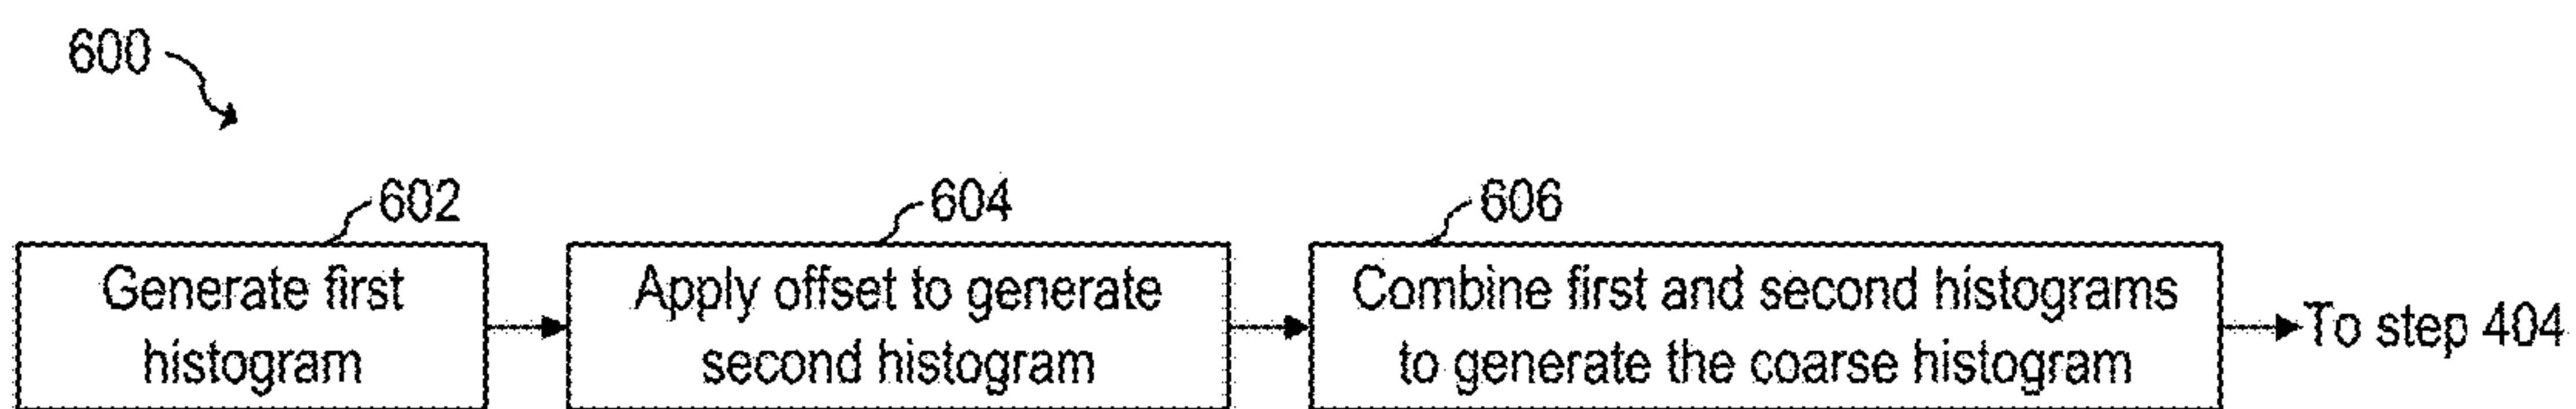 600
602
604
606
Generate first
histogram
Apply offset to generate
second histogram
Combine first and second histograms
to generate the coarse histogram
To step 404